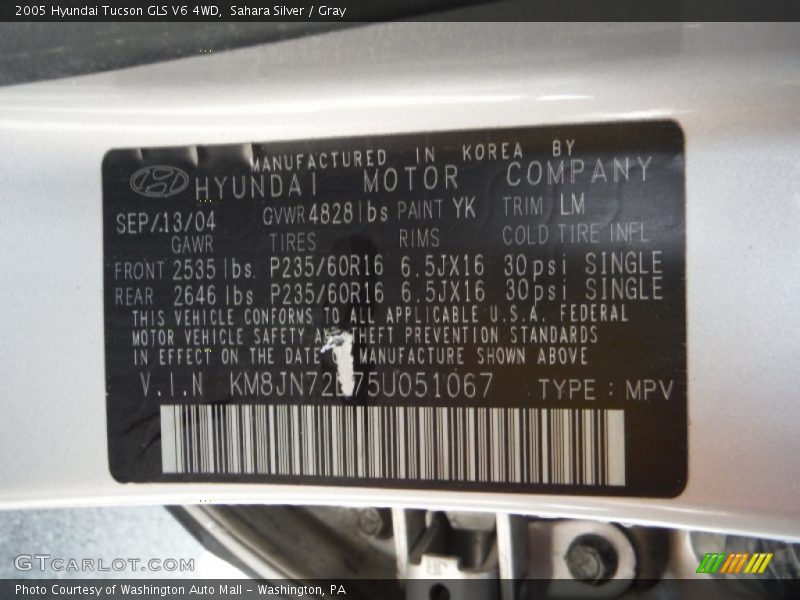 2005 Hyundai Tucson GLS V6 4WD, Sahara Silver / Gray
MANUFACTURED IN KOREA BY
HYUNDAI MOTOR COMPANY
SEP/13/04 GVWR 4828 lbs PAINT YK TRIM LM
GAWR TIRES RIMS COLD TIRE INFL
FRONT 2535 lbs. P235/60R16 6.5JX16 30psi SINGLE
REAR 2646 lbs P235/60R16 6.5JX16 30psi SINGLE
THIS VEHICLE CONFORMS TO ALL APPLICABLE U.S.A. FEDERAL
MOTOR VEHICLE SAFETY AND THEFT PREVENTION STANDARDS
IN EFFECT ON THE DATE MANUFACTURE SHOWN ABOVE
V.I.N TYPE : MPV
GTCARLOT.COM
Photo Courtesy of Washington Auto Mall – Washington, PA